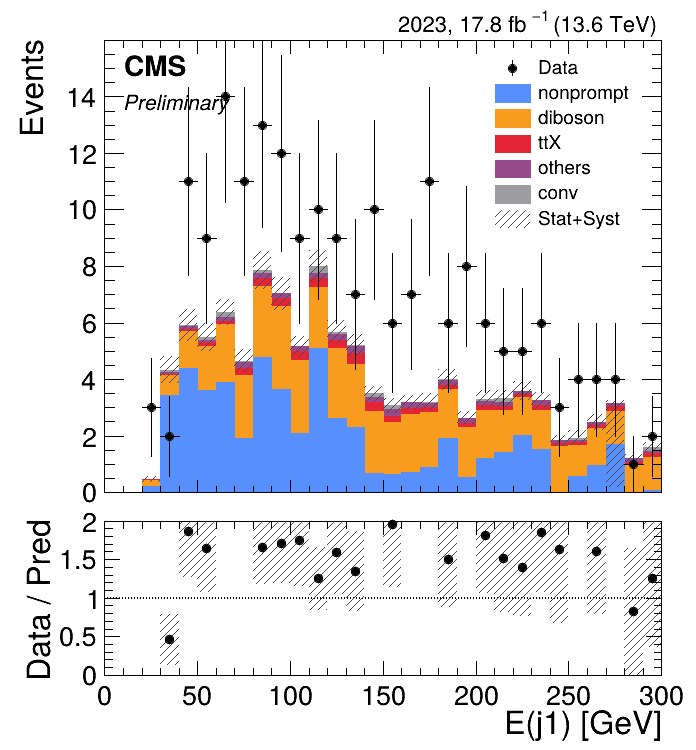 2023, 17.8 fb⁻¹ (13.6 TeV)
CMS
Preliminary
Events
Data
nonprompt
diboson
ttX
others
conv
Stat+Syst
14
12
10
8
6
4
2
0
Data / Pred
2
1.5
1
0.5
0
0 50 100 150 200 250 300
E(j1) [GeV]